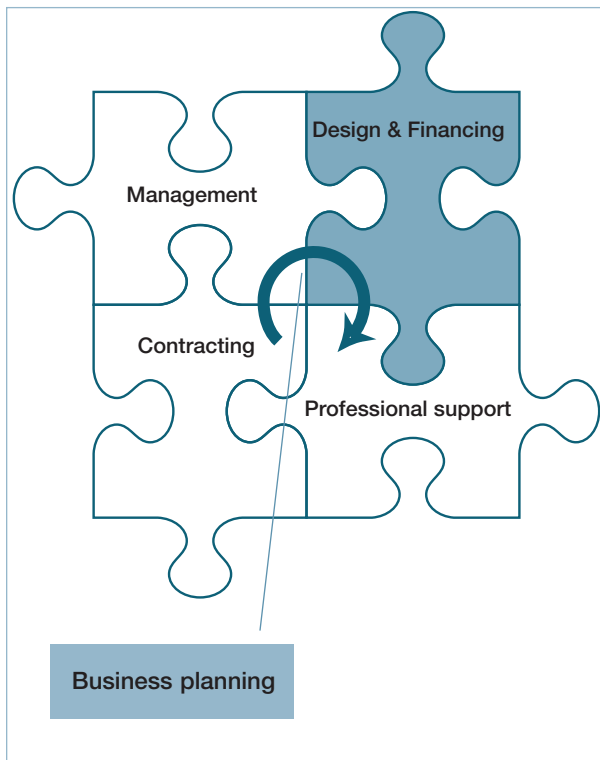 Design & Financing
Management
Contracting
Professional support
Business planning